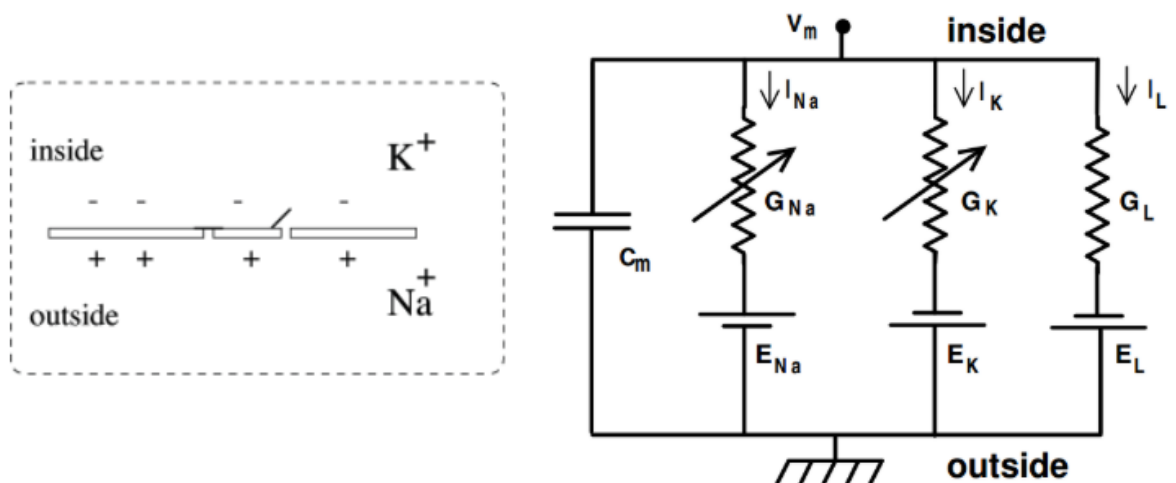 inside
K+
- - - -
+ + + +
outside
Na+
Vm
inside
INa
IK
IL
GNa
GK
GL
Cm
ENa
EK
EL
outside